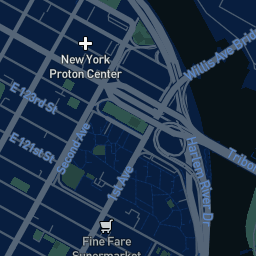 New York
Proton Center
Willis Ave Bri
E 123rd St
E 121st St
Second Ave
1st Ave
Harlem River Dr
Fine Fare
Supermarket